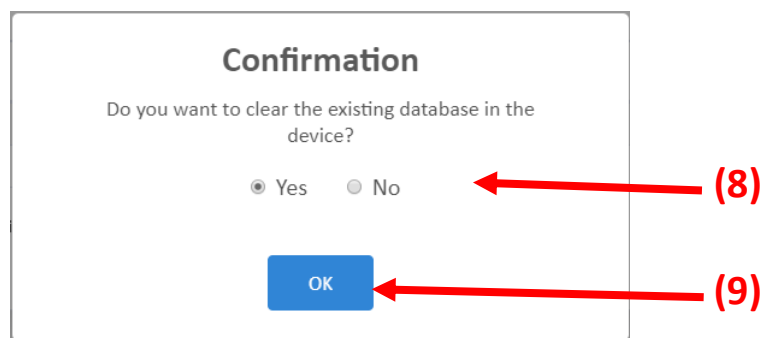 Confirmation
Do you want to clear the existing database in the
device?
Yes No
(8)
OK
(9)